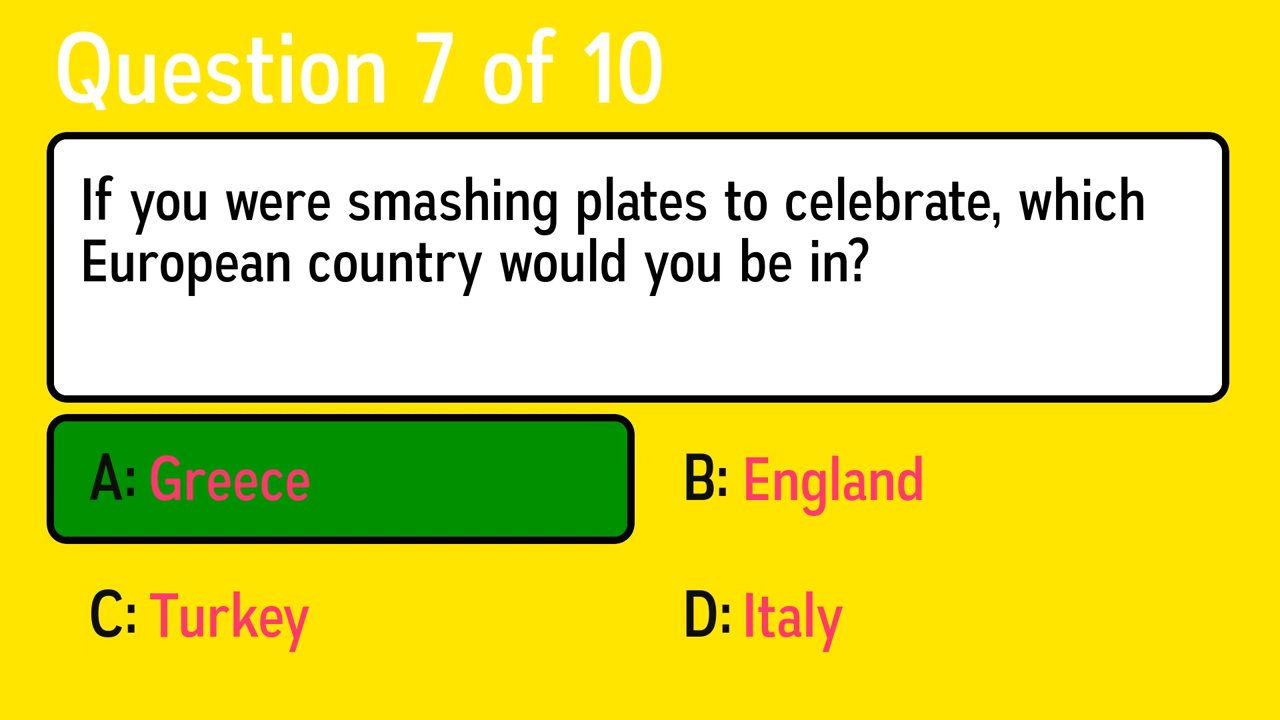 Question 7 of 10
If you were smashing plates to celebrate, which
European country would you be in?
A: Greece
B: England
C: Turkey
D: Italy